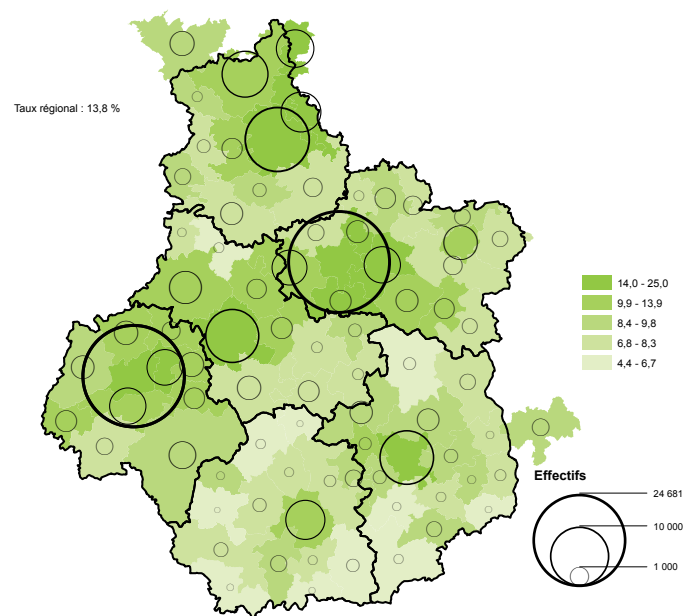 Taux régional : 13,8 %
14,0 - 25,0
9,9 - 13,9
8,4 - 9,8
6,8 - 8,3
4,4 - 6,7
Effectifs
24 681
10 000
1 000